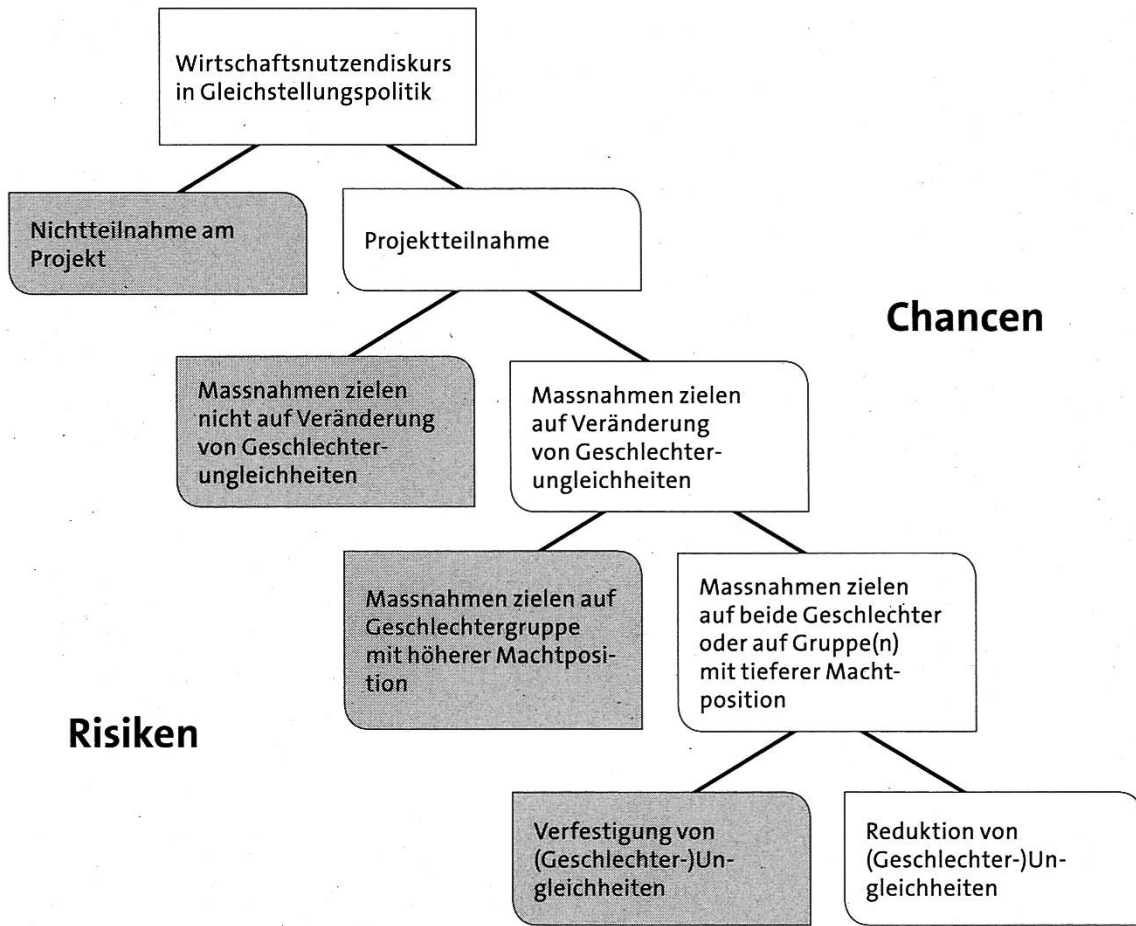 Wirtschaftsnutzendiskurs
in Gleichstellungspolitik
Nichtteilnahme am
Projekt
Projektteilnahme
Chancen
Massnahmen zielen
nicht auf Veränderung
von Geschlechter-
ungleichheiten
Massnahmen zielen
auf Veränderung
von Geschlechter-
ungleichheiten
Massnahmen zielen auf
Geschlechtergruppe
mit höherer Machtposi-
tion
Massnahmen zielen
auf beide Geschlechter
oder auf Gruppe(n)
mit tieferer Macht-
position
Risiken
Verfestigung von
(Geschlechter-)Un-
gleichheiten
Reduktion von
(Geschlechter-)Un-
gleichheiten